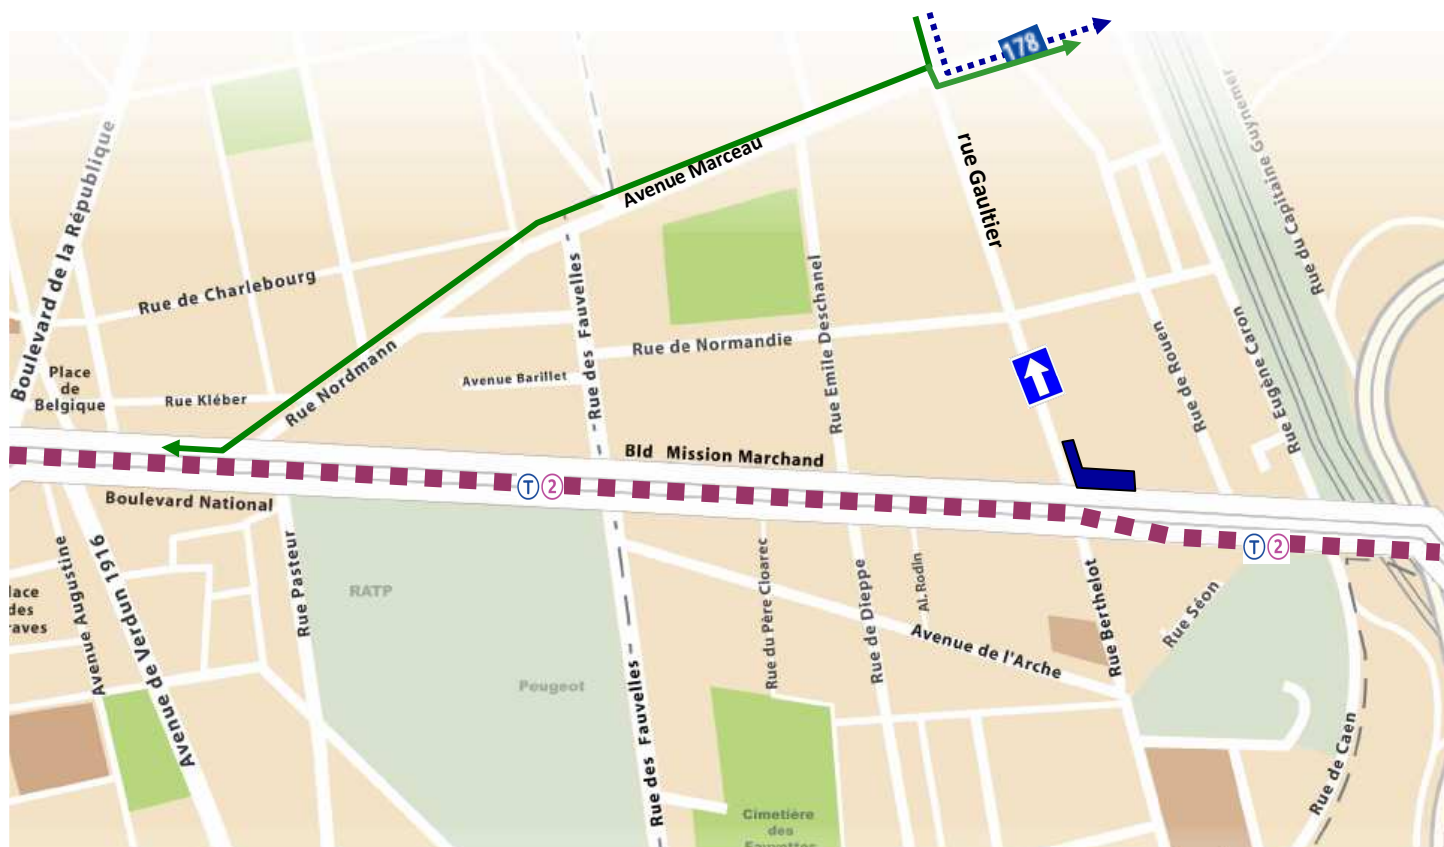 178
Rue du Capitaine Guynemer
Boulevard de la République
Avenue Marceau
rue Gaultier
Rue de Charlebourg
Rue des Fauvelles
Rue Emile Deschanel
Rue de Normandie
Rue de Rouen
Rue Eugène Caron
Place
de
Belgique
Rue Kléber
Rue Nordmann
Avenue Barillet
Bld Mission Marchand
T 2
Boulevard National
T 2
Avenue Augustine
Avenue de Verdun 1916
Rue Pasteur
RATP
Rue du Père Cloarec
Rue de Dieppe
Al. Rodin
Rue Berthelot
Rue Séon
lace
des
raves
Avenue de l'Arche
Peugeot
Rue des Fauvelles
Rue de Caen
Cimetière
des